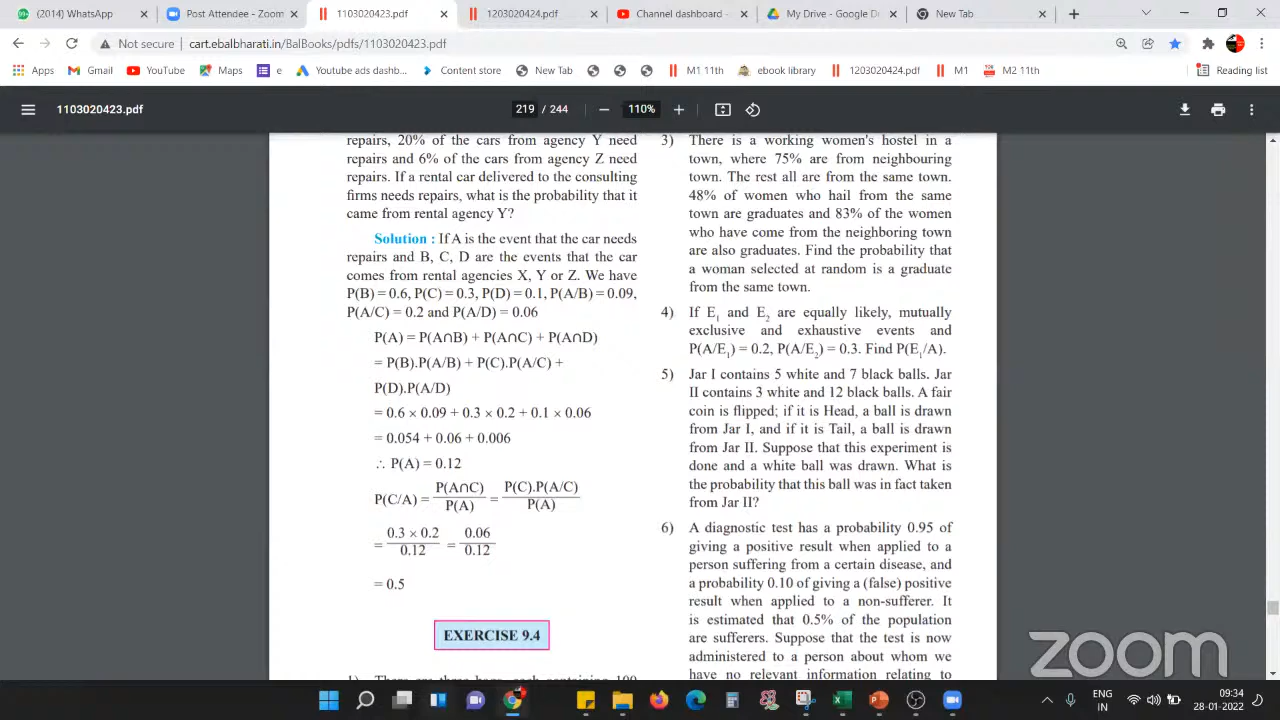 (2014) WhatsApp
Post Attendee - Zoom
1103020423.pdf
1203020424.pdf
Channel dashboard -
My Drive - Google D
New Tab
Not secure | cart.ebalbharati.in/BalBooks/pdfs/1103020423.pdf
Apps
Gmail
YouTube
Maps
e
Youtube ads dashb...
Content store
New Tab
M1 11th
ebook library
1203020424.pdf
M1
M2 11th
Reading list
1103020423.pdf
219 / 244
110%
repairs, 20% of the cars from agency Y need
repairs and 6% of the cars from agency Z need
repairs. If a rental car delivered to the consulting
firms needs repairs, what is the probability that it
came from rental agency Y?
Solution : If A is the event that the car needs
repairs and B, C, D are the events that the car
comes from rental agencies X, Y or Z. We have
P(B) = 0.6, P(C) = 0.3, P(D) = 0.1, P(A/B) = 0.09,
P(A/C) = 0.2 and P(A/D) = 0.06
P(A) = P(A∩B) + P(A∩C) + P(A∩D)
= P(B).P(A/B) + P(C).P(A/C) +
P(D).P(A/D)
= 0.6 × 0.09 + 0.3 × 0.2 + 0.1 × 0.06
= 0.054 + 0.06 + 0.006
∴ P(A) = 0.12
P(C/A) = P(A∩C)/P(A) = P(C).P(A/C)/P(A)
= 0.3 × 0.2/0.12 = 0.06/0.12
= 0.5
EXERCISE 9.4
1) There are three bags, each containing 100
3) There is a working women's hostel in a
town, where 75% are from neighbouring
town. The rest all are from the same town.
48% of women who hail from the same
town are graduates and 83% of the women
who have come from the neighboring town
are also graduates. Find the probability that
a woman selected at random is a graduate
from the same town.
4) If E₁ and E₂ are equally likely, mutually
exclusive and exhaustive events and
P(A/E₁) = 0.2, P(A/E₂) = 0.3. Find P(E₁/A).
5) Jar I contains 5 white and 7 black balls. Jar
II contains 3 white and 12 black balls. A fair
coin is flipped; if it is Head, a ball is drawn
from Jar I, and if it is Tail, a ball is drawn
from Jar II. Suppose that this experiment is
done and a white ball was drawn. What is
the probability that this ball was in fact taken
from Jar II?
6) A diagnostic test has a probability 0.95 of
giving a positive result when applied to a
person suffering from a certain disease, and
a probability 0.10 of giving a (false) positive
result when applied to a non-sufferer. It
is estimated that 0.5% of the population
are sufferers. Suppose that the test is now
administered to a person about whom we
have no relevant information relating to
zoom
ENG
IN
09:34
28-01-2022